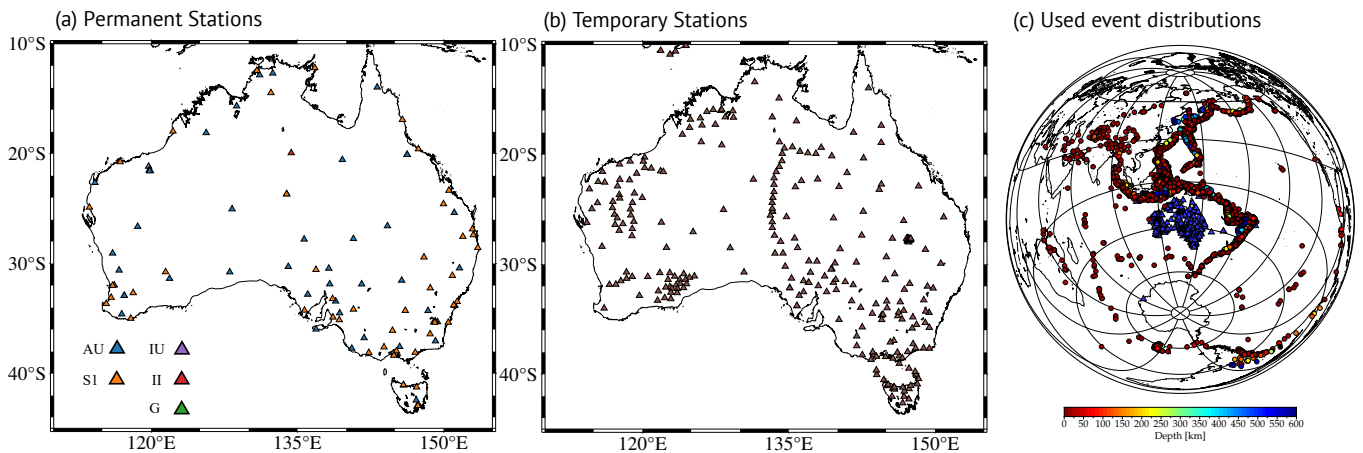 (a) Permanent Stations
(b) Temporary Stations
(c) Used event distributions
10°S
20°S
30°S
40°S
120°E
135°E
150°E
AU
IU
S1
II
G
10°S
20°S
30°S
40°S
120°E
135°E
150°E
0 50 100 150 200 250 300 350 400 450 500 550 600
Depth [km]